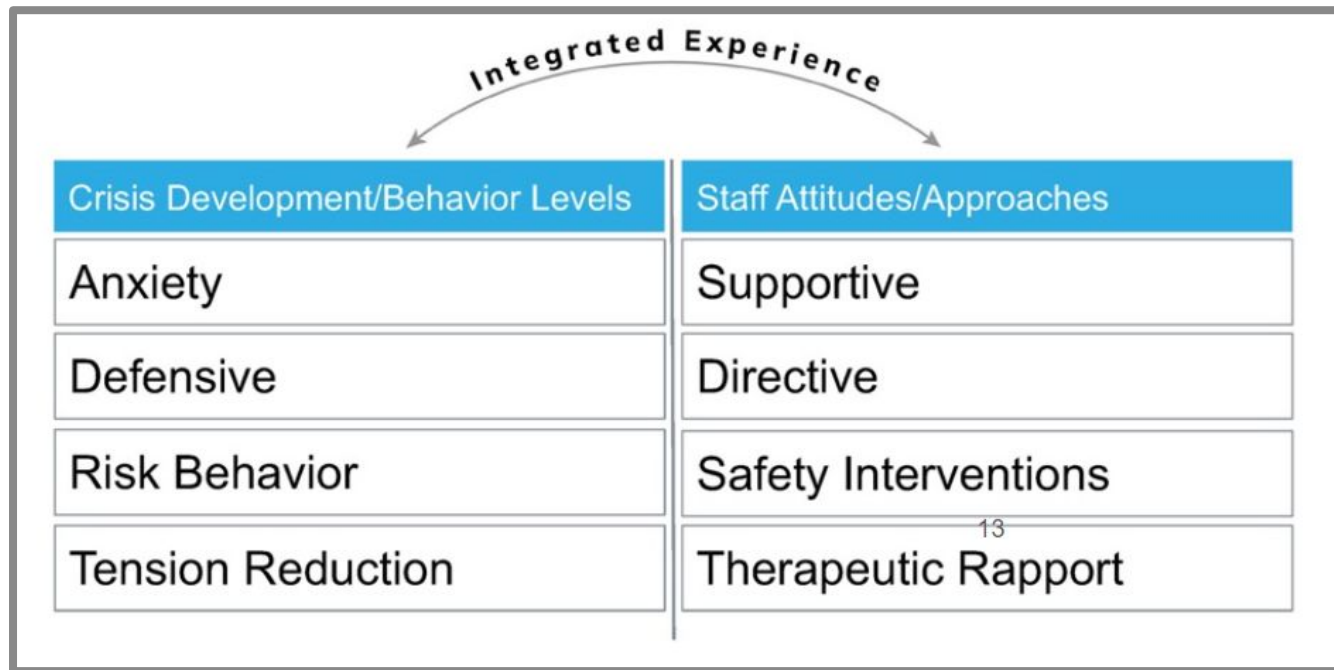 Integrated Experience
Crisis Development/Behavior Levels
Staff Attitudes/Approaches
Anxiety
Supportive
Defensive
Directive
Risk Behavior
Safety Interventions
13
Tension Reduction
Therapeutic Rapport